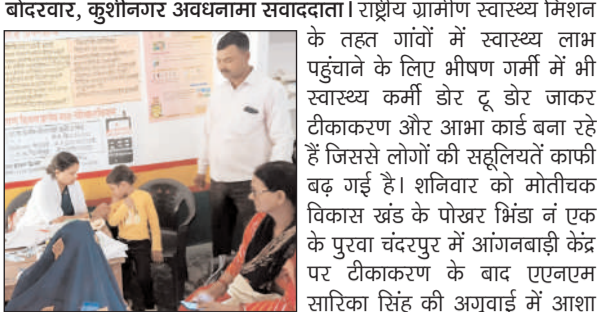 बोदरवार, कुशीनगर अवधनामा सवाददाता। राष्ट्रीय ग्रामीण स्वास्थ्य मिशन
के तहत गांवों में स्वास्थ्य लाभ
पहुंचाने के लिए भीषण गर्मी में भी
स्वास्थ्य कर्मी डोर टू डोर जाकर
टीकाकरण और आभा कार्ड बना रहे
हैं जिससे लोगों की सहूलियतें काफी
बढ़ गई है। शनिवार को मोतीचक
विकास खंड के पोखर भिंडा नं एक
के पुरवा चंदरपुर में आंगनबाड़ी केंद्र
पर टीकाकरण के बाद एएनएम
सारिका सिंह की अगुवाई में आशा